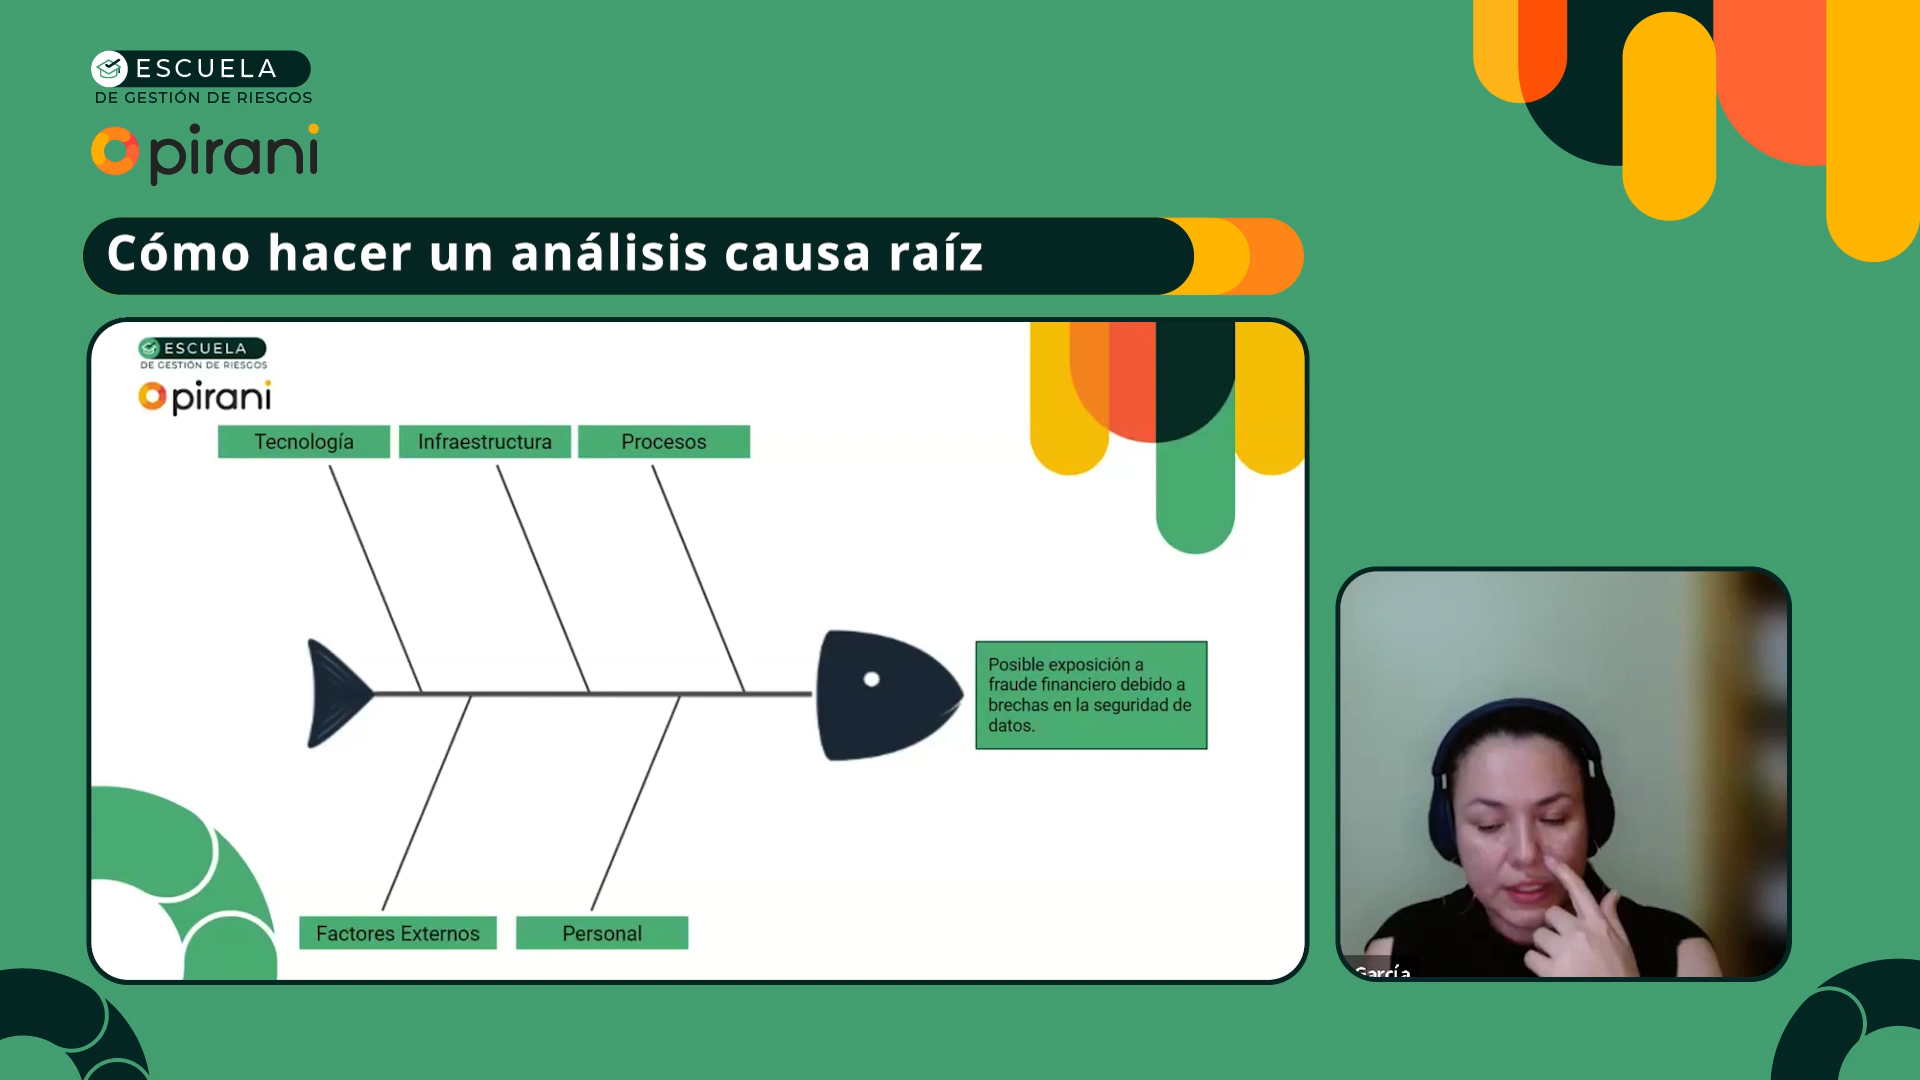 ESCUELA
DE GESTIÓN DE RIESGOS
pirani
Cómo hacer un análisis causa raíz
ESCUELA
DE GESTIÓN DE RIESGOS
pirani
Tecnología
Infraestructura
Procesos
Posible exposición a
fraude financiero debido a
brechas en la seguridad de
datos.
Factores Externos
Personal
García